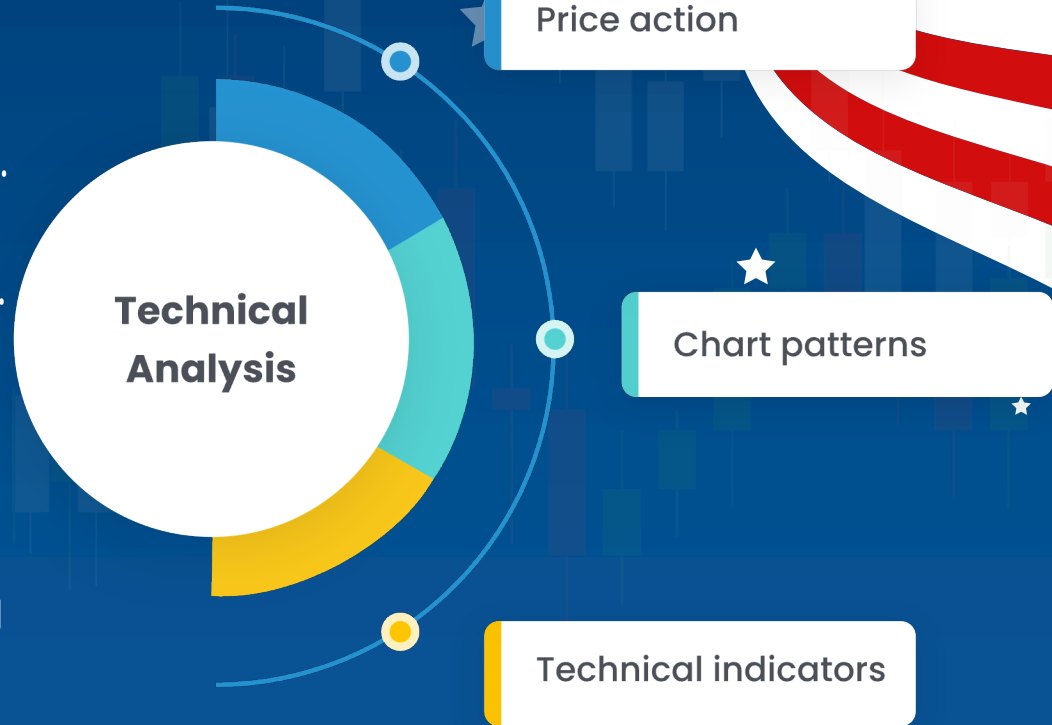 Price action
Technical
Analysis
Chart patterns
Technical indicators